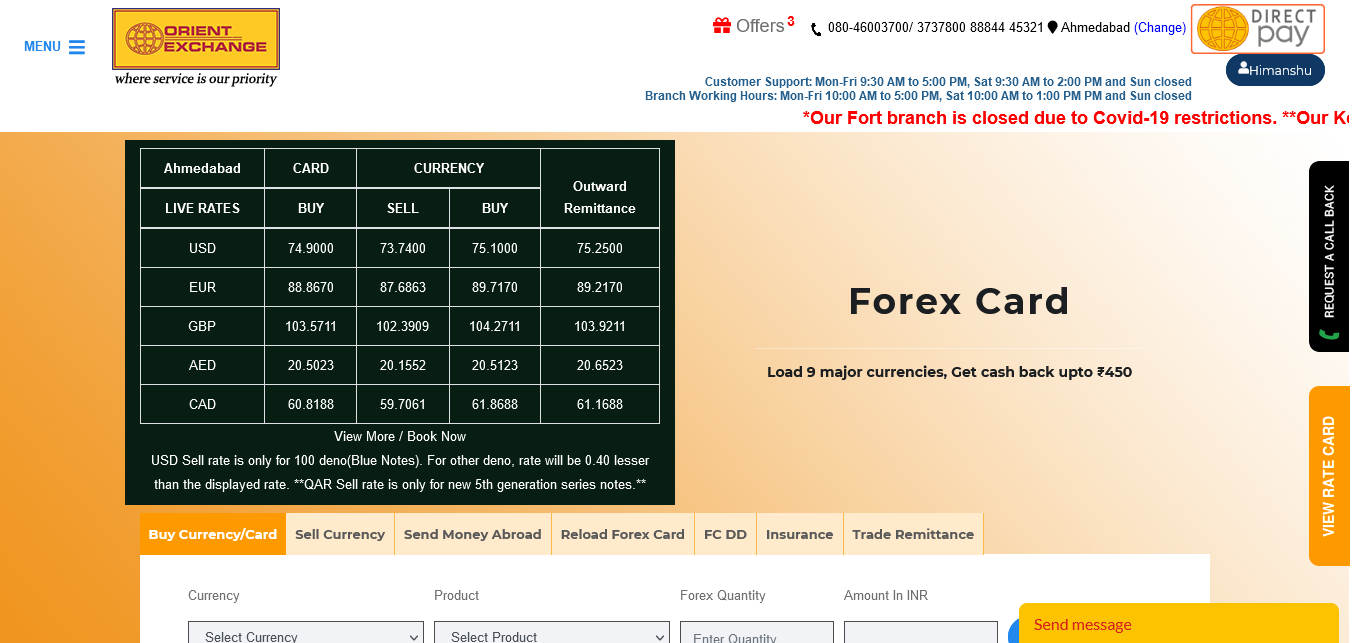 MENU
ORIENT
EXCHANGE
where service is our priority
Offers 3
080-46003700/ 3737800 88844 45321 Ahmedabad (Change)
DIRECT
pay
Himanshu
Customer Support: Mon-Fri 9:30 AM to 5:00 PM, Sat 9:30 AM to 2:00 PM and Sun closed
Branch Working Hours: Mon-Fri 10:00 AM to 5:00 PM, Sat 10:00 AM to 1:00 PM PM and Sun closed
*Our Fort branch is closed due to Covid-19 restrictions. **Our
Ahmedabad CARD CURRENCY Outward Remittance
LIVE RATES BUY SELL BUY
USD 74.9000 73.7400 75.1000 75.2500
EUR 88.8670 87.6863 89.7170 89.2170
GBP 103.5711 102.3909 104.2711 103.9211
AED 20.5023 20.1552 20.5123 20.6523
CAD 60.8188 59.7061 61.8688 61.1688
View More / Book Now
USD Sell rate is only for 100 deno(Blue Notes). For other deno, rate will be 0.40 lesser
than the displayed rate. **QAR Sell rate is only for new 5th generation series notes.**
Forex Card
Load 9 major currencies, Get cash back upto ₹450
REQUEST A CALL BACK
VIEW RATE CARD
Buy Currency/Card Sell Currency Send Money Abroad Reload Forex Card FC DD Insurance Trade Remittance
Currency Product Forex Quantity Amount In INR
Select Currency Select Product Enter Quantity
Send message